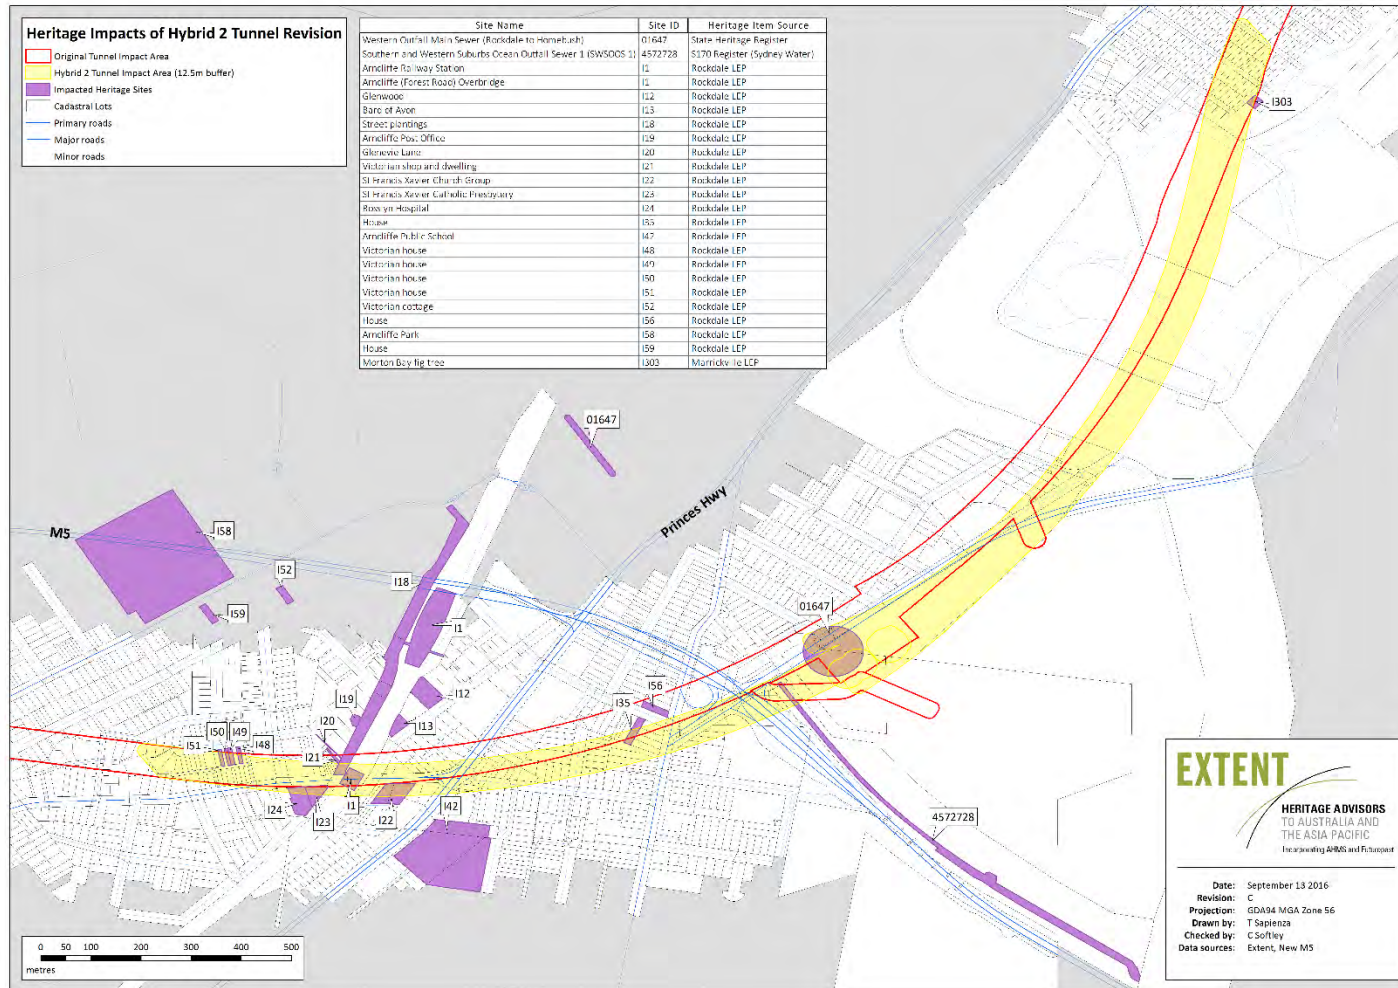 Heritage Impacts of Hybrid 2 Tunnel Revision
Original Tunnel Impact Area
Hybrid 2 Tunnel Impact Area (12.5m buffer)
Impacted Heritage Sites
Cadastral Lots
Primary roads
Major roads
Minor roads
Site Name Site ID Heritage Item Source
Western Outfall Main Sewer (Rockdale to Homebush) 01647 State Heritage Register
Southern and Western Suburbs Ocean Outfall Sewer 1 (SWSOOS 1) 4572728 S170 Register (Sydney Water)
Arncliffe Railway Station I1 Rockdale LEP
Arncliffe (Forest Road) Overbridge I1 Rockdale LEP
Glenwood I12 Rockdale LEP
Bard of Avon I13 Rockdale LEP
Street plantings I18 Rockdale LEP
Arncliffe Post Office I19 Rockdale LEP
Glenevie Lane I20 Rockdale LEP
Victorian shop and dwelling I21 Rockdale LEP
St Francis Xavier Church Group I22 Rockdale LEP
St Francis Xavier Catholic Presbytery I23 Rockdale LEP
Roslyn Hospital I24 Rockdale LEP
House I35 Rockdale LEP
Arncliffe Public School I42 Rockdale LEP
Victorian house I48 Rockdale LEP
Victorian house I49 Rockdale LEP
Victorian house I50 Rockdale LEP
Victorian house I51 Rockdale LEP
Victorian cottage I52 Rockdale LEP
House I56 Rockdale LEP
Arncliffe Park I58 Rockdale LEP
House I59 Rockdale LEP
Morton Bay fig tree I303 Marrickville LEP
I303
01647
Princes Hwy
M5
I58
I52
I18
I59
I1
01647
I12
I56
I19
I35
I13
I20
I50
I49
I51
I48
I21
I24
I23
I1
I22
I42
4572728
EXTENT
HERITAGE ADVISORS
TO AUSTRALIA AND
THE ASIA PACIFIC
Incorporating AHMS and Futurepast
Date: September 13 2016
Revision: C
Projection: GDA94 MGA Zone 56
Drawn by: T Sapienza
Checked by: C Softley
Data sources: Extent, New M5
0 50 100 200 300 400 500
metres